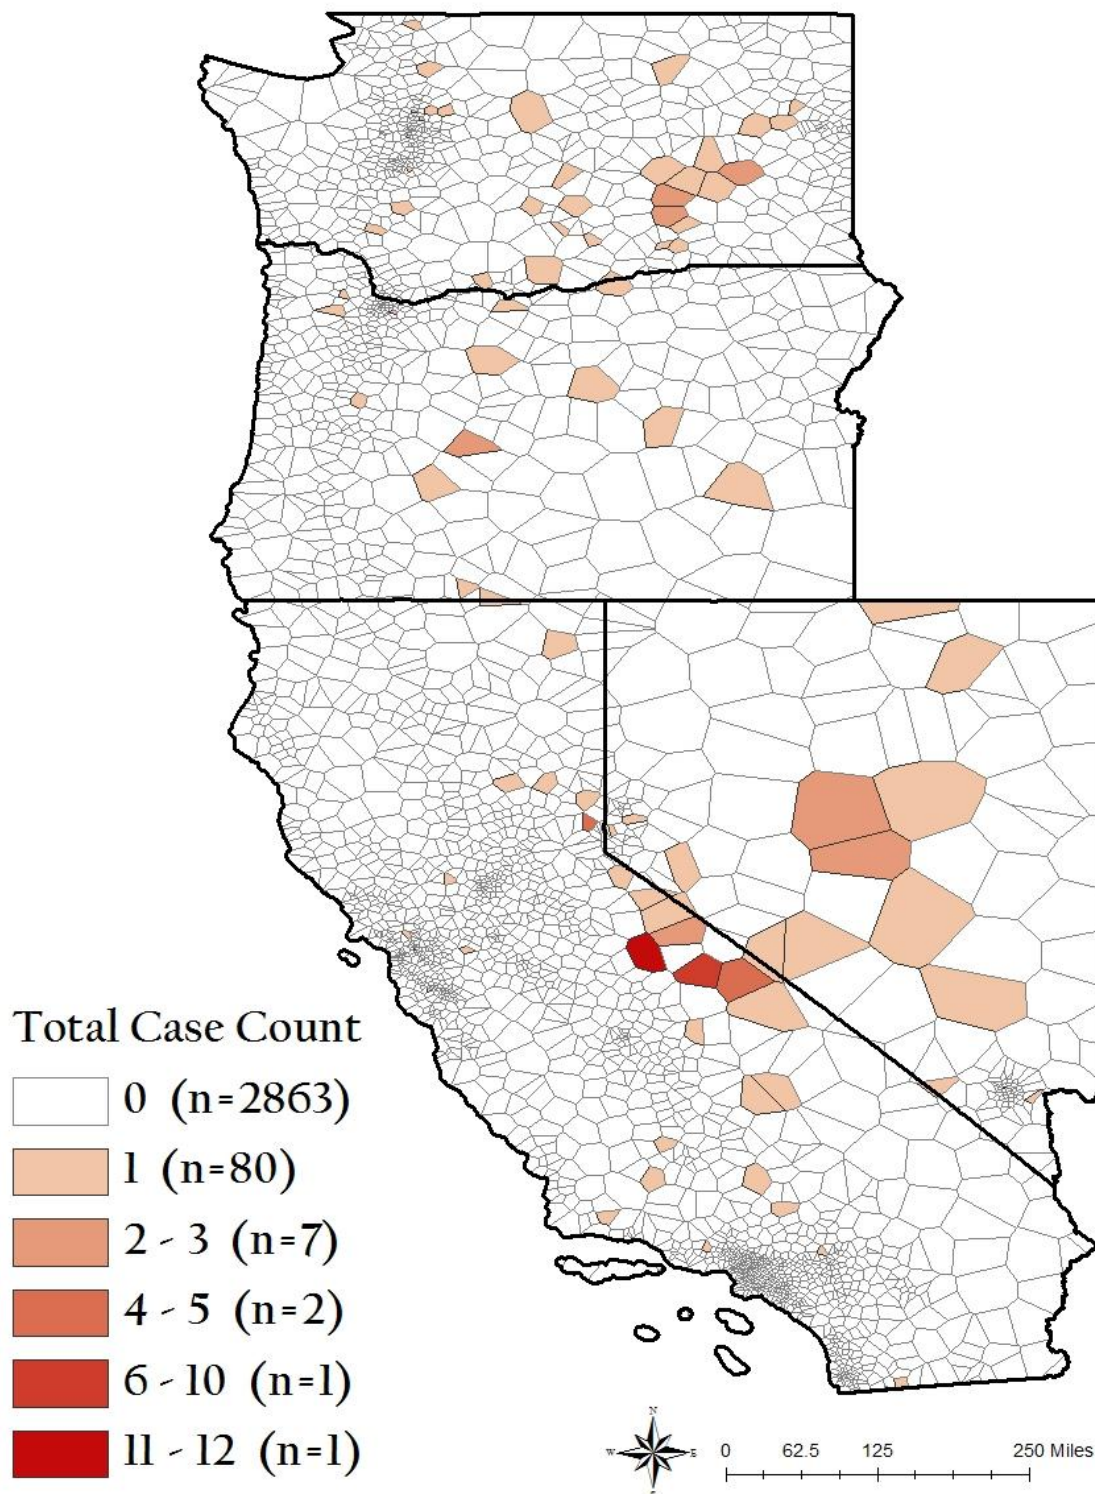 Total Case Count
0 (n=2863)
1 (n=80)
2 - 3 (n=7)
4 - 5 (n=2)
6 - 10 (n=1)
11 - 12 (n=1)
N
W E
S
0 62.5 125 250 Miles